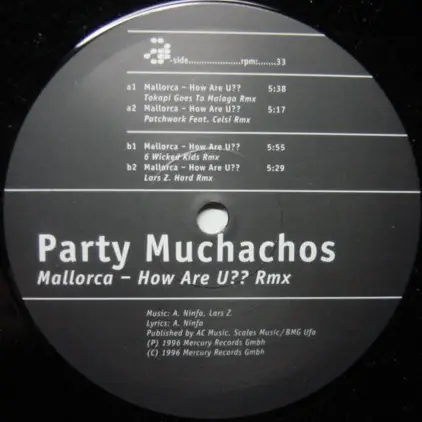 a-side....................rpm:......33
a1 Mallorca – How Are U?? 5:38
Takapi Goes To Malaga Rmx
a2 Mallorca – How Are U?? 5:17
Patchwork Feat. Celsi Rmx
b1 Mallorca – How Are U?? 5:55
6 Wicked Kids Rmx
b2 Mallorca – How Are U?? 5:29
Lars Z. Hard Rmx
Party Muchachos
Mallorca – How Are U?? Rmx
Music: A. Ninfa, Lars Z.
Lyrics: A. Ninfa
Published by AC Music, Scales Music/BMG Ufa
(P) 1996 Mercury Records Gmbh
(C) 1996 Mercury Records Gmbh